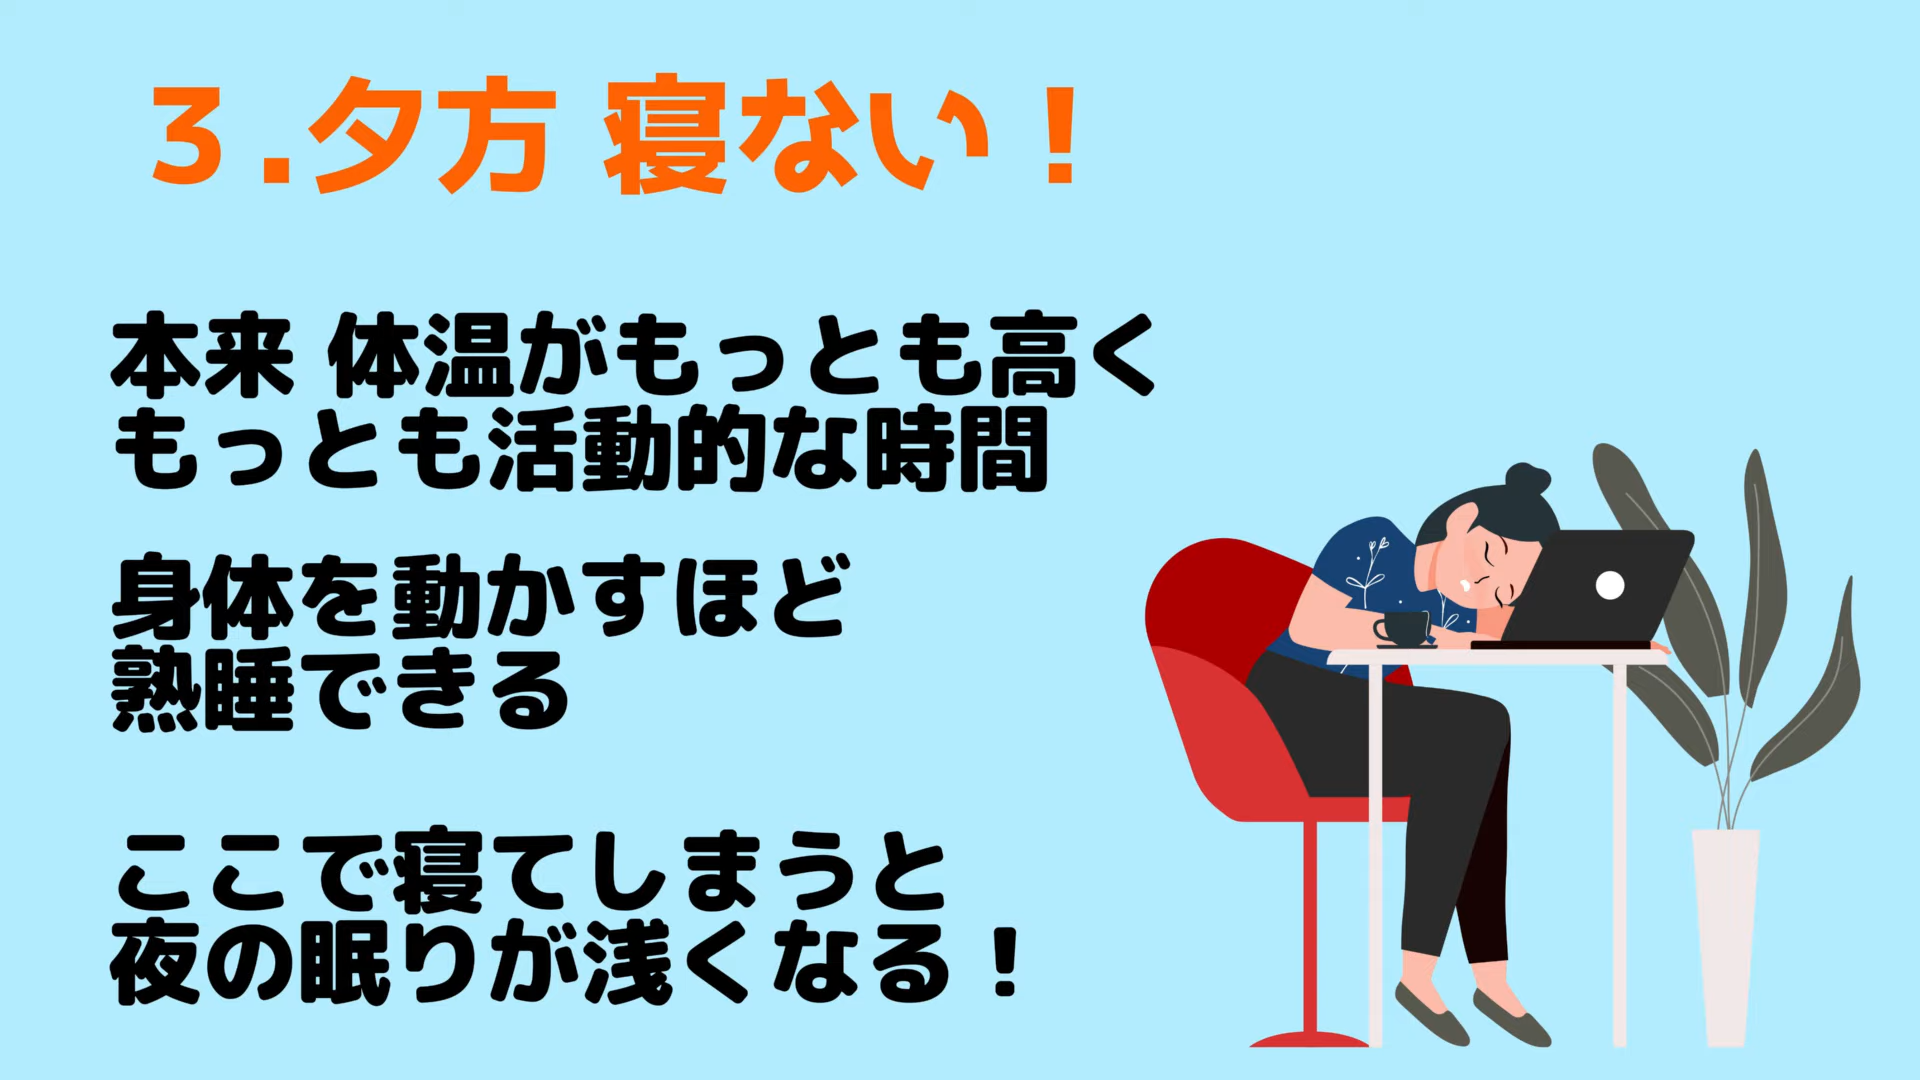 ３.夕方 寝ない！
本来 体温がもっとも高く
もっとも活動的な時間
身体を動かすほど
熟睡できる
ここで寝てしまうと
夜の眠りが浅くなる！